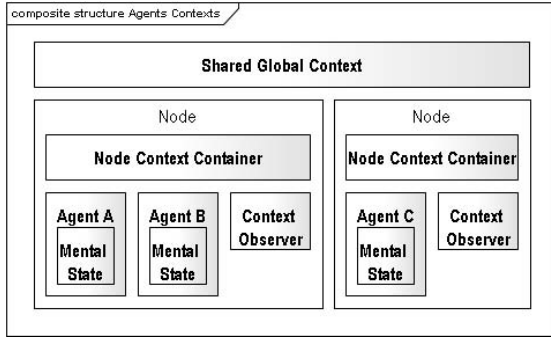 composite structure Agents Contexts
Shared Global Context
Node
Node Context Container
Agent A
Mental
State
Agent B
Mental
State
Context
Observer
Node
Node Context Container
Agent C
Mental
State
Context
Observer